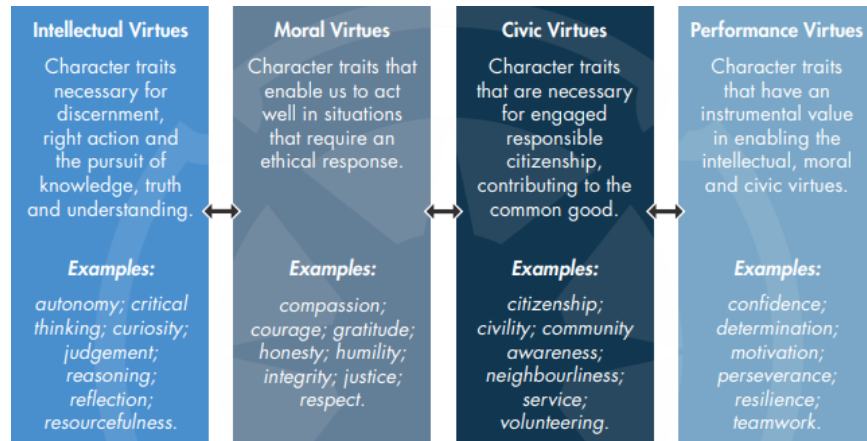 Intellectual Virtues
Character traits
necessary for
discernment,
right action and
the pursuit of
knowledge, truth
and understanding.
Examples:
autonomy; critical
thinking; curiosity;
judgement;
reasoning;
reflection;
resourcefulness.
Moral Virtues
Character traits that
enable us to act
well in situations
that require an
ethical response.
Examples:
compassion;
courage; gratitude;
honesty; humility;
integrity; justice;
respect.
Civic Virtues
Character traits
that are necessary
for engaged
responsible
citizenship,
contributing to the
common good.
Examples:
citizenship;
civility; community
awareness;
neighbourliness;
service;
volunteering.
Performance Virtues
Character traits
that have an
instrumental value
in enabling the
intellectual, moral
and civic virtues.
Examples:
confidence;
determination;
motivation;
perseverance;
resilience;
teamwork.